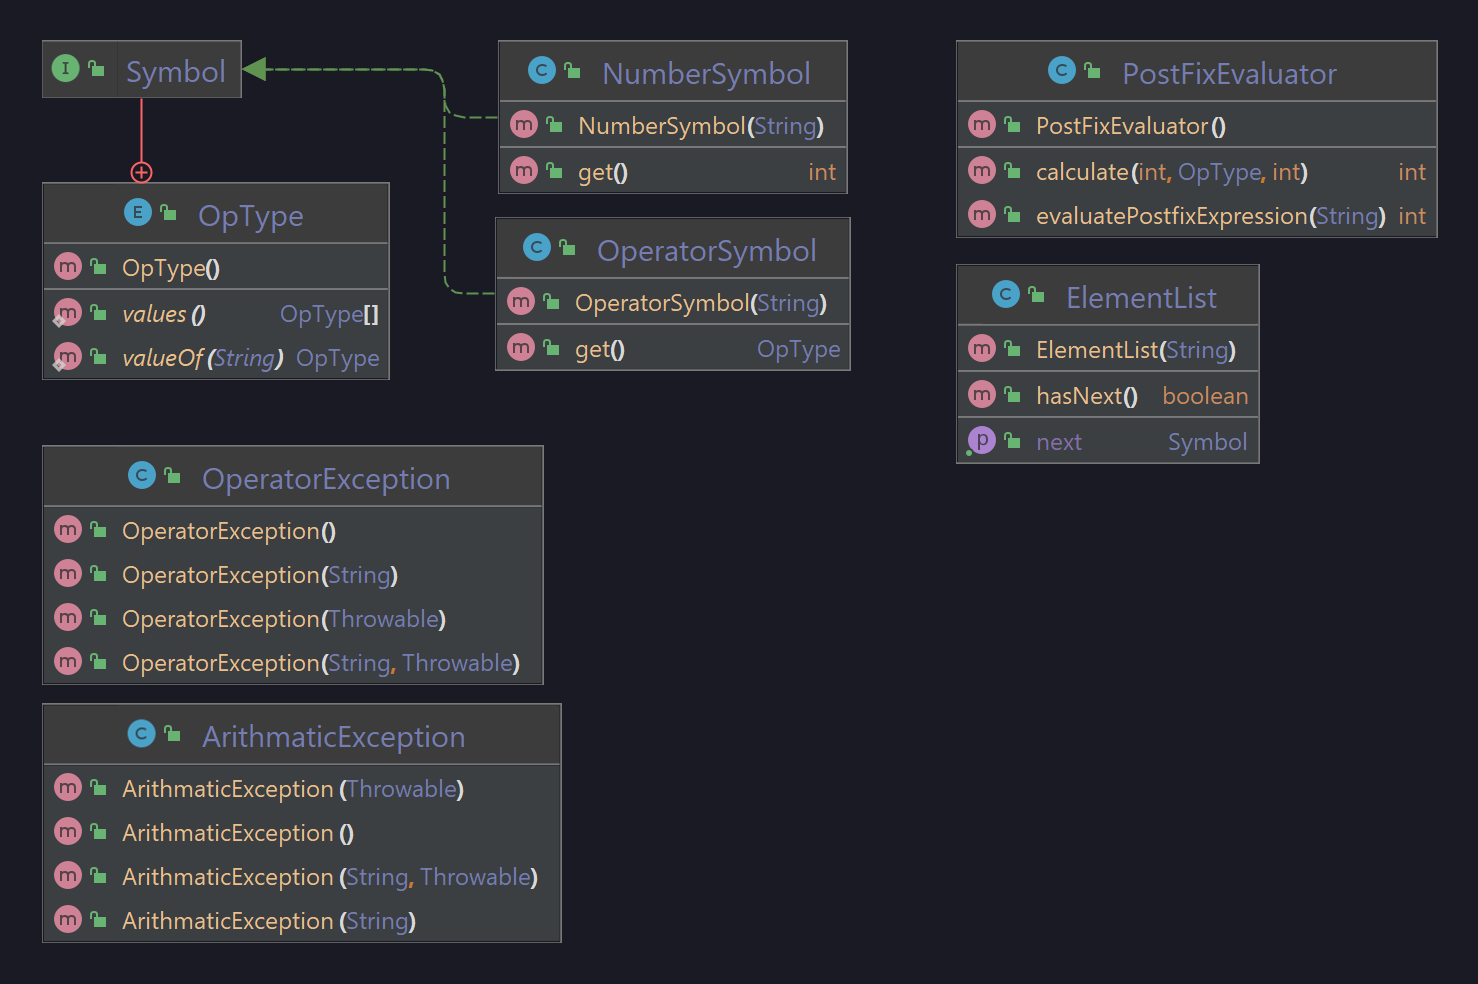 I Symbol
E OpType
m OpType()
m values() OpType[]
m valueOf(String) OpType
C NumberSymbol
m NumberSymbol(String)
m get() int
C OperatorSymbol
m OperatorSymbol(String)
m get() OpType
C PostFixEvaluator
m PostFixEvaluator()
m calculate(int, OpType, int) int
m evaluatePostfixExpression(String) int
C ElementList
m ElementList(String)
m hasNext() boolean
p next Symbol
C OperatorException
m OperatorException()
m OperatorException(String)
m OperatorException(Throwable)
m OperatorException(String, Throwable)
C ArithmaticException
m ArithmaticException(Throwable)
m ArithmaticException()
m ArithmaticException(String, Throwable)
m ArithmaticException(String)